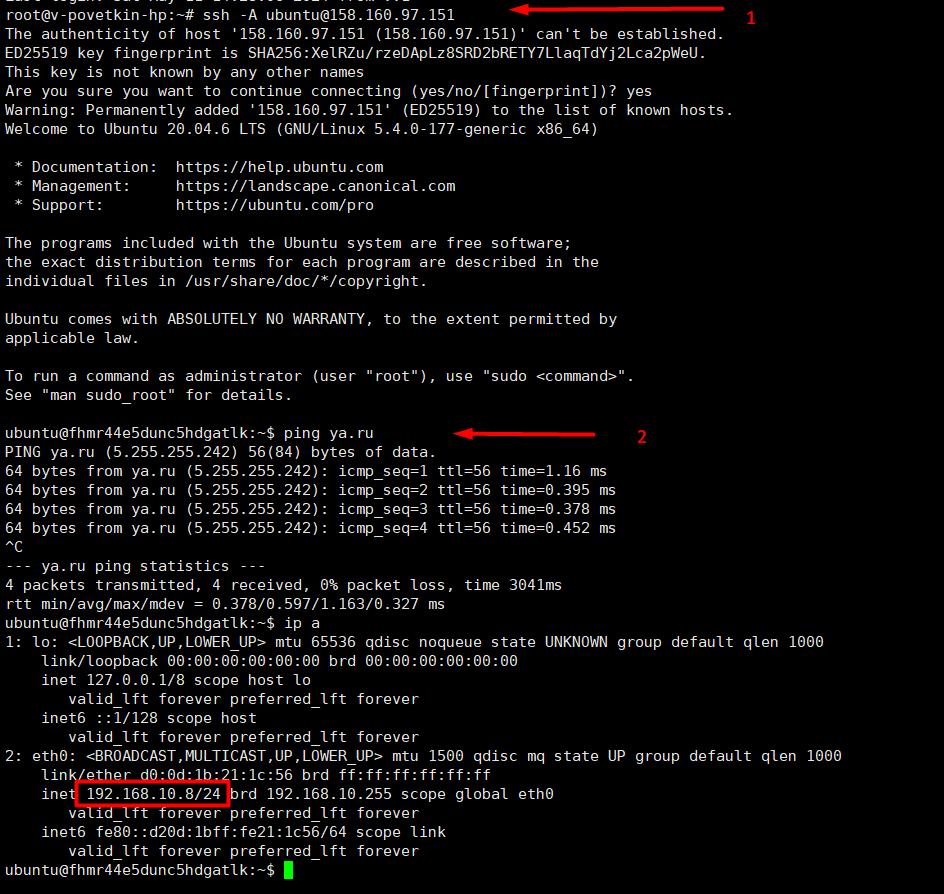 root@v-povetkin-hp:~# ssh -A ubuntu@158.160.97.151 1
The authenticity of host '158.160.97.151 (158.160.97.151)' can't be established.
ED25519 key fingerprint is SHA256:XelRZu/rzeDApLz8SRD2bRETY7LlaqTdYj2Lca2pWeU.
This key is not known by any other names
Are you sure you want to continue connecting (yes/no/[fingerprint])? yes
Warning: Permanently added '158.160.97.151' (ED25519) to the list of known hosts.
Welcome to Ubuntu 20.04.6 LTS (GNU/Linux 5.4.0-177-generic x86_64)
* Documentation:  https://help.ubuntu.com
* Management:     https://landscape.canonical.com
* Support:        https://ubuntu.com/pro
The programs included with the Ubuntu system are free software;
the exact distribution terms for each program are described in the
individual files in /usr/share/doc/*/copyright.
Ubuntu comes with ABSOLUTELY NO WARRANTY, to the extent permitted by
applicable law.
To run a command as administrator (user "root"), use "sudo <command>".
See "man sudo_root" for details.
ubuntu@fhmr44e5dunc5hdgatlk:~$ ping ya.ru 2
PING ya.ru (5.255.255.242) 56(84) bytes of data.
64 bytes from ya.ru (5.255.255.242): icmp_seq=1 ttl=56 time=1.16 ms
64 bytes from ya.ru (5.255.255.242): icmp_seq=2 ttl=56 time=0.395 ms
64 bytes from ya.ru (5.255.255.242): icmp_seq=3 ttl=56 time=0.378 ms
64 bytes from ya.ru (5.255.255.242): icmp_seq=4 ttl=56 time=0.452 ms
^C
--- ya.ru ping statistics ---
4 packets transmitted, 4 received, 0% packet loss, time 3041ms
rtt min/avg/max/mdev = 0.378/0.597/1.163/0.327 ms
ubuntu@fhmr44e5dunc5hdgatlk:~$ ip a
1: lo: <LOOPBACK,UP,LOWER_UP> mtu 65536 qdisc noqueue state UNKNOWN group default qlen 1000
link/loopback 00:00:00:00:00:00 brd 00:00:00:00:00:00
inet 127.0.0.1/8 scope host lo
valid_lft forever preferred_lft forever
inet6 ::1/128 scope host
valid_lft forever preferred_lft forever
2: eth0: <BROADCAST,MULTICAST,UP,LOWER_UP> mtu 1500 qdisc mq state UP group default qlen 1000
link/ether d0:0d:1b:21:1c:56 brd ff:ff:ff:ff:ff:ff
inet 192.168.10.8/24 brd 192.168.10.255 scope global eth0
valid_lft forever preferred_lft forever
inet6 fe80::d20d:1bff:fe21:1c56/64 scope link
valid_lft forever preferred_lft forever
ubuntu@fhmr44e5dunc5hdgatlk:~$